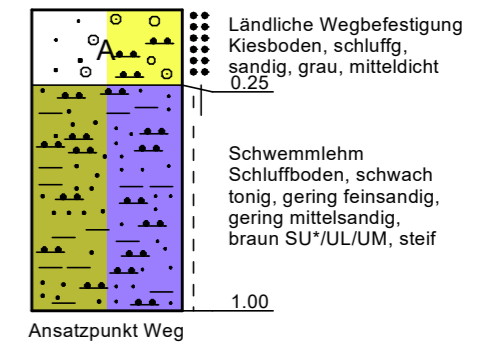 A
Ländliche Wegbefestigung
Kiesboden, schluffg,
sandig, grau, mitteldicht
0.25
Schwemmlehm
Schluffboden, schwach
tonig, gering feinsandig,
gering mittelsandig,
braun SU*/UL/UM, steif
1.00
Ansatzpunkt Weg